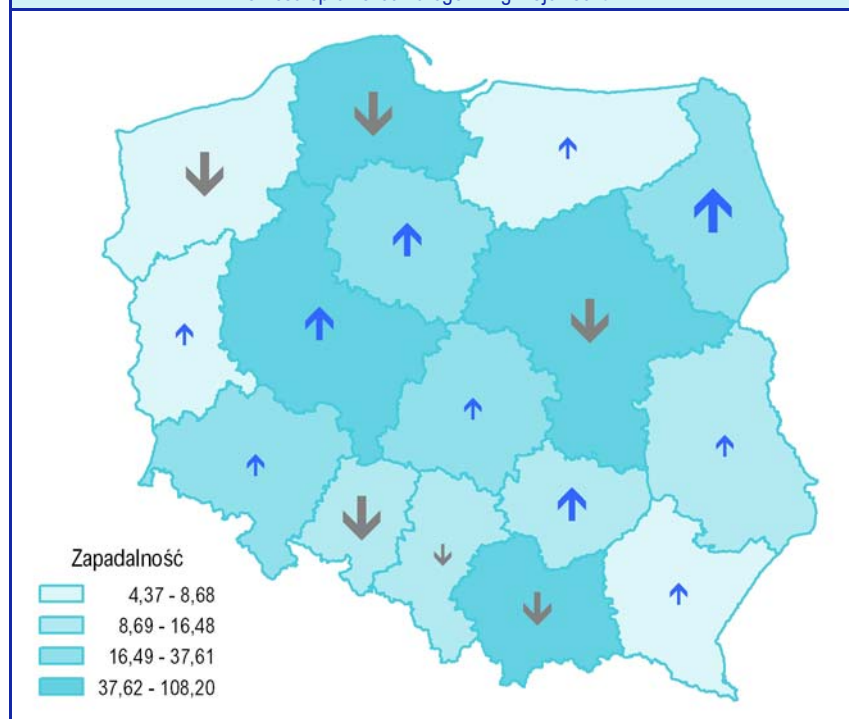 Zapadalność
4,37 - 8,68
8,69 - 16,48
16,49 - 37,61
37,62 - 108,20